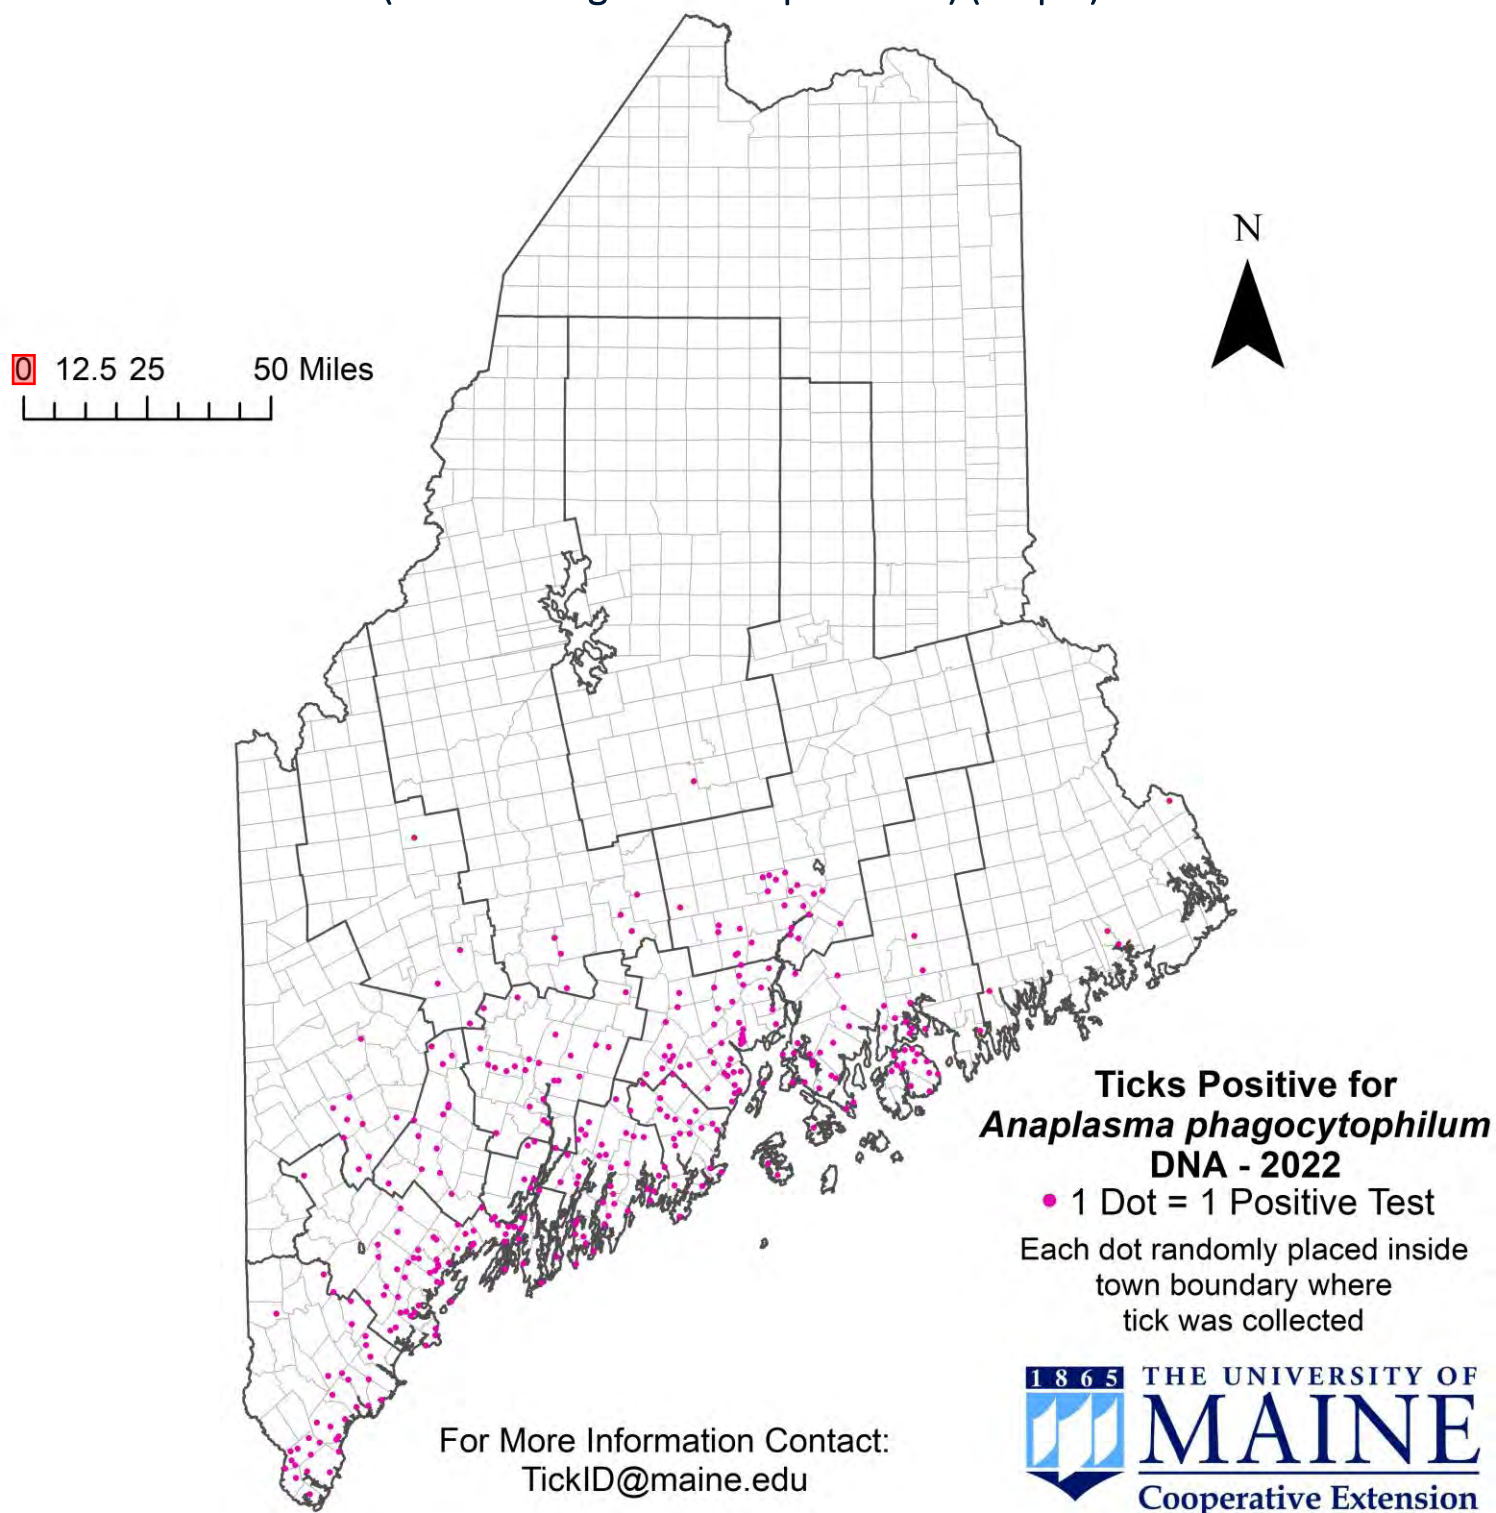 N
0 12.5 25 50 Miles
Ticks Positive for
Anaplasma phagocytophilum
DNA - 2022
1 Dot = 1 Positive Test
Each dot randomly placed inside
town boundary where
tick was collected
For More Information Contact:
TickID@maine.edu
1865 THE UNIVERSITY OF
MAINE
Cooperative Extension